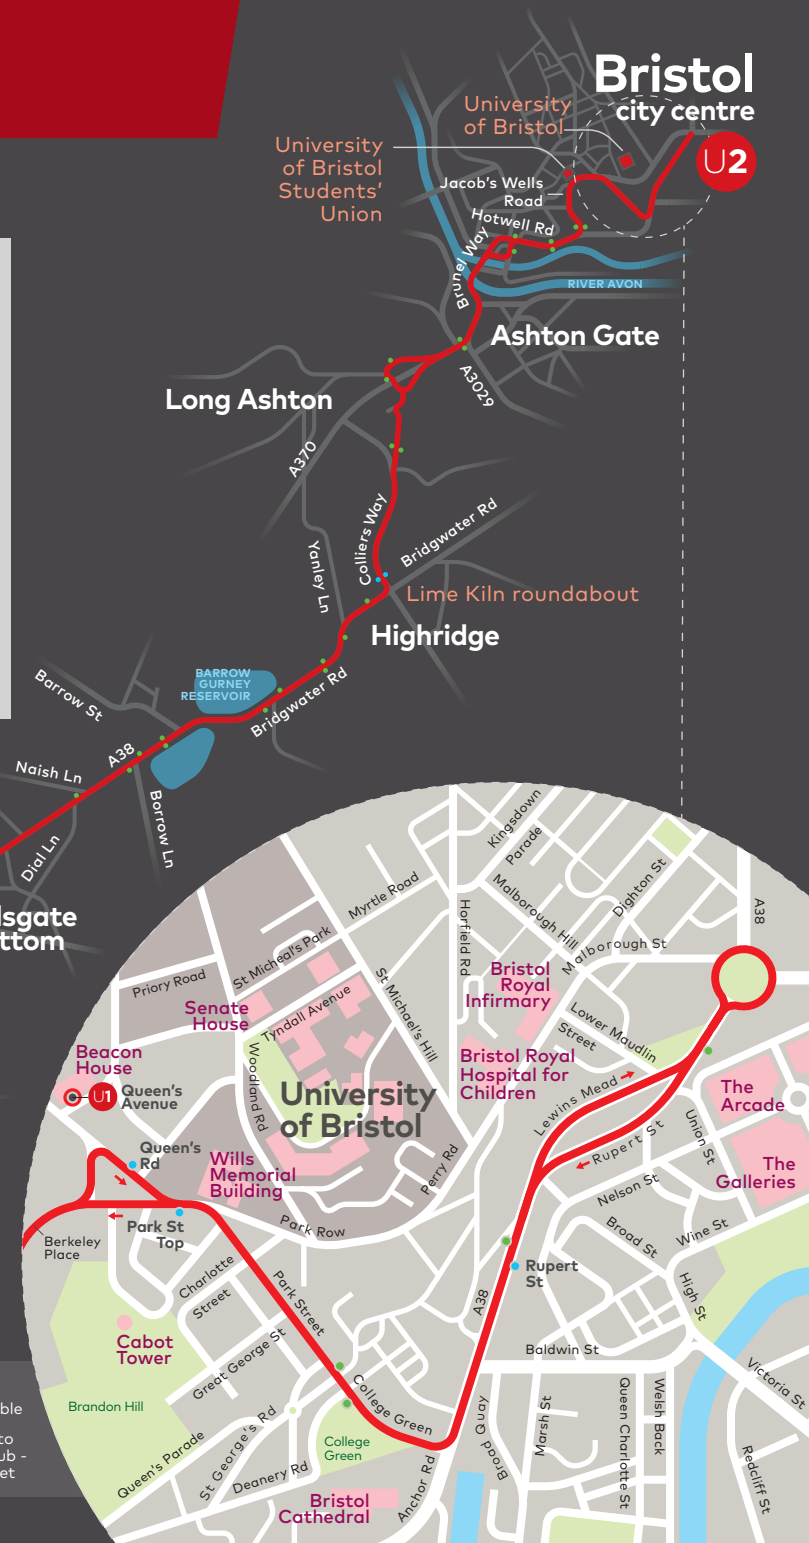 Bristol
city centre
U2
University
of Bristol
University
of Bristol
Students'
Union
Jacob's Wells
Road
Hotwell Rd
Brunel Way
RIVER AVON
Ashton Gate
A3029
Long Ashton
A370
Colliers Way
Bridgwater Rd
Yanley Ln
Lime Kiln roundabout
Highridge
BARROW
GURNEY
RESERVOIR
Bridgwater Rd
Barrow St
A38
Naish Ln
Borrow Ln
Dial Ln
lsgate
ttom
Kingsdown
Parade
Myrtle Road
Malborough Hill
Dighton St
Horfield Rd
A38
St Micheal's Park
Malborough St
Priory Road
St Michael's Hill
Bristol
Royal
Infirmary
Senate
House
Tyndall Avenue
Lower Maudlin
Street
Beacon
House
U1
Queen's
Avenue
Woodland Rd
University
of Bristol
Bristol Royal
Hospital for
Children
Lewins Mead
The
Arcade
Union St
Rupert St
Queen's
Rd
Wills
Memorial
Building
Perry Rd
The
Galleries
Nelson St
Park St
Top
Park Row
Broad St
Wine St
Berkeley
Place
Charlotte
Street
Park Street
Rupert
St
A38
High St
Cabot
Tower
Great George St
Baldwin St
Victoria St
Brandon Hill
College Green
College
Green
St George's Rd
Queen's Parade
Deanery Rd
Anchor Rd
Broad Quay
Marsh St
Queen Charlotte St
Welsh Back
Redcliff St
Bristol
Cathedral
ble
to
ub -
et